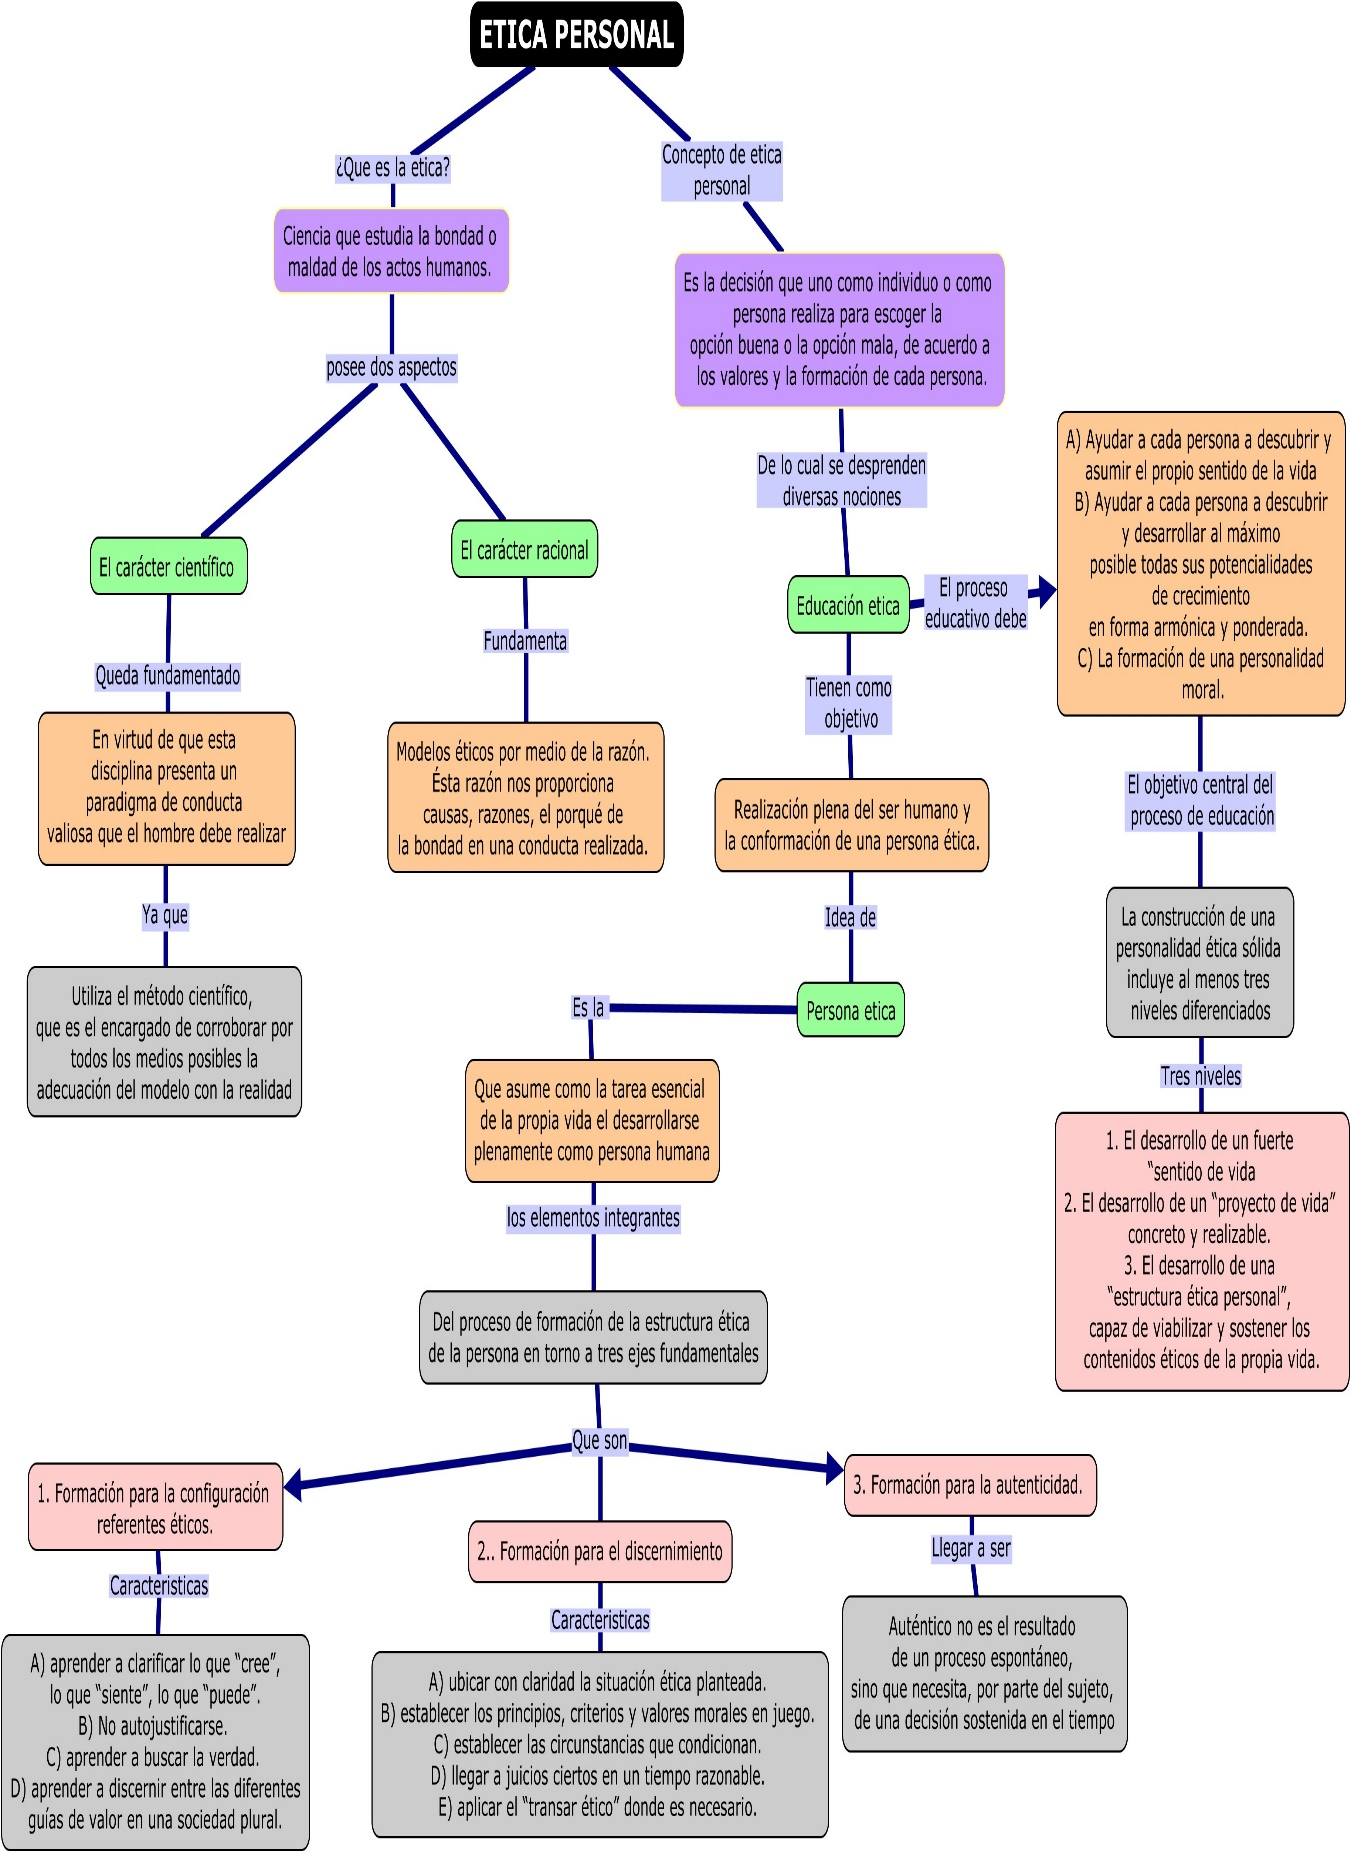 ETICA PERSONAL
¿Que es la etica?
Concepto de etica
personal
Ciencia que estudia la bondad o
maldad de los actos humanos.
Es la decisión que uno como individuo o como
persona realiza para escoger la
opción buena o la opción mala, de acuerdo a
los valores y la formación de cada persona.
posee dos aspectos
De lo cual se desprenden
diversas nociones
El carácter científico
El carácter racional
Educación etica
El proceso
educativo debe
A) Ayudar a cada persona a descubrir y
asumir el propio sentido de la vida
B) Ayudar a cada persona a descubrir
y desarrollar al máximo
posible todas sus potencialidades
de crecimiento
en forma armónica y ponderada.
C) La formación de una personalidad
moral.
Queda fundamentado
Fundamenta
Tienen como
objetivo
En virtud de que esta
disciplina presenta un
paradigma de conducta
valiosa que el hombre debe realizar
Modelos éticos por medio de la razón.
Ésta razón nos proporciona
causas, razones, el porqué de
la bondad en una conducta realizada.
Realización plena del ser humano y
la conformación de una persona ética.
El objetivo central del
proceso de educación
Ya que
Idea de
Utiliza el método científico,
que es el encargado de corroborar por
todos los medios posibles la
adecuación del modelo con la realidad
Persona etica
La construcción de una
personalidad ética sólida
incluye al menos tres
niveles diferenciados
Es la
Tres niveles
Que asume como la tarea esencial
de la propia vida el desarrollarse
plenamente como persona humana
1. El desarrollo de un fuerte
“sentido de vida
2. El desarrollo de un “proyecto de vida”
concreto y realizable.
3. El desarrollo de una
“estructura ética personal”,
capaz de viabilizar y sostener los
contenidos éticos de la propia vida.
los elementos integrantes
Del proceso de formación de la estructura ética
de la persona en torno a tres ejes fundamentales
Que son
1. Formación para la configuración
referentes éticos.
2.. Formación para el discernimiento
3. Formación para la autenticidad.
Caracteristicas
Caracteristicas
Llegar a ser
A) aprender a clarificar lo que “cree”,
lo que “siente”, lo que “puede”.
B) No autojustificarse.
C) aprender a buscar la verdad.
D) aprender a discernir entre las diferentes
guías de valor en una sociedad plural.
A) ubicar con claridad la situación ética planteada.
B) establecer los principios, criterios y valores morales en juego.
C) establecer las circunstancias que condicionan.
D) llegar a juicios ciertos en un tiempo razonable.
E) aplicar el “transar ético” donde es necesario.
Auténtico no es el resultado
de un proceso espontáneo,
sino que necesita, por parte del sujeto,
de una decisión sostenida en el tiempo